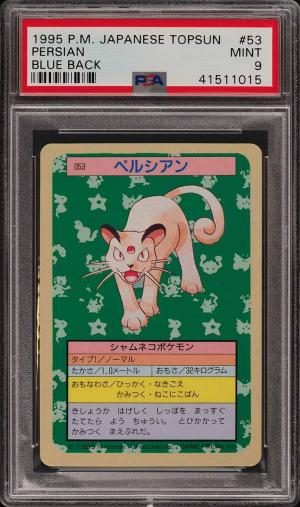 1995 P.M. JAPANESE TOPSUN #53
PERSIAN MINT
BLUE BACK 9
PSA
41511015
053
ペルシアン
シャムネコポケモン
タイプ1/ノーマル
たかさ/1.0メートル おもさ/32キログラム
おもなわざ/ひっかく・なきごえ
かみつく・ねこにこばん
きしょうが はげしく しっぽを まっすぐ
たてたら よう ちゅうい。 とびかかって
かみつく まえぶれだ。
GAME FREAK